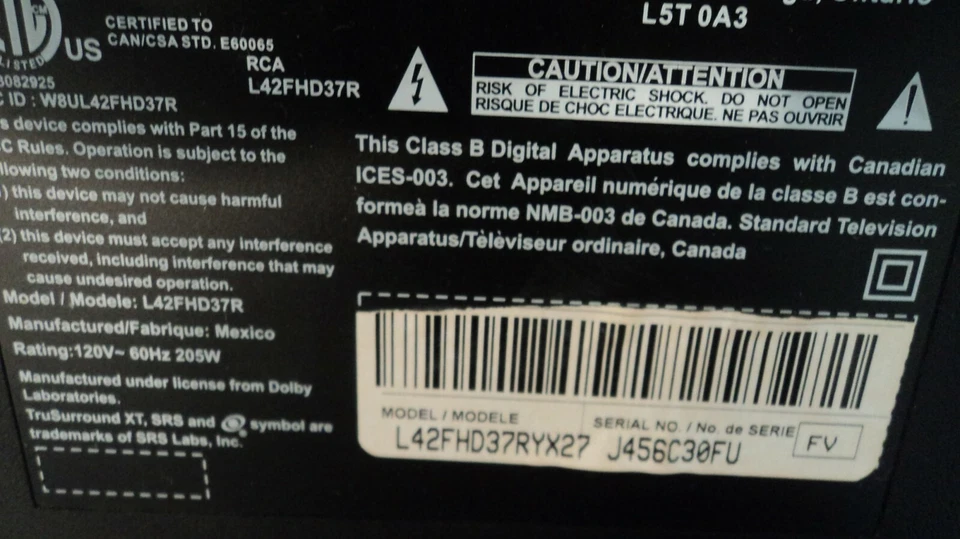 L5T 0A3
US
CERTIFIED TO
CAN/CSA STD. E60065
LISTED
3082925
RCA
L42FHD37R
C ID : W8UL42FHD37R
s device complies with Part 15 of the
C Rules. Operation is subject to the
llowing two conditions:
) this device may not cause harmful
interference, and
(2) this device must accept any interference
received, including interference that may
cause undesired operation.
Model / Modele: L42FHD37R
Manufactured/Fabrique: Mexico
Rating:120V~ 60Hz 205W
Manufactured under license from Dolby
Laboratories.
TruSurround XT, SRS and symbol are
trademarks of SRS Labs, Inc.
CAUTION/ATTENTION
RISK OF ELECTRIC SHOCK. DO NOT OPEN
RISQUE DE CHOC ELECTRIQUE. NE PAS OUVRIR
This Class B Digital Apparatus complies with Canadian
ICES-003. Cet Appareil numérique de la classe B est con-
formeà la norme NMB-003 de Canada. Standard Television
Apparatus/Tèlèviseur ordinaire, Canada
MODEL / MODELE
L42FHD37RYX27
SERIAL NO. / No. de SERIE
J456C30FU
FV